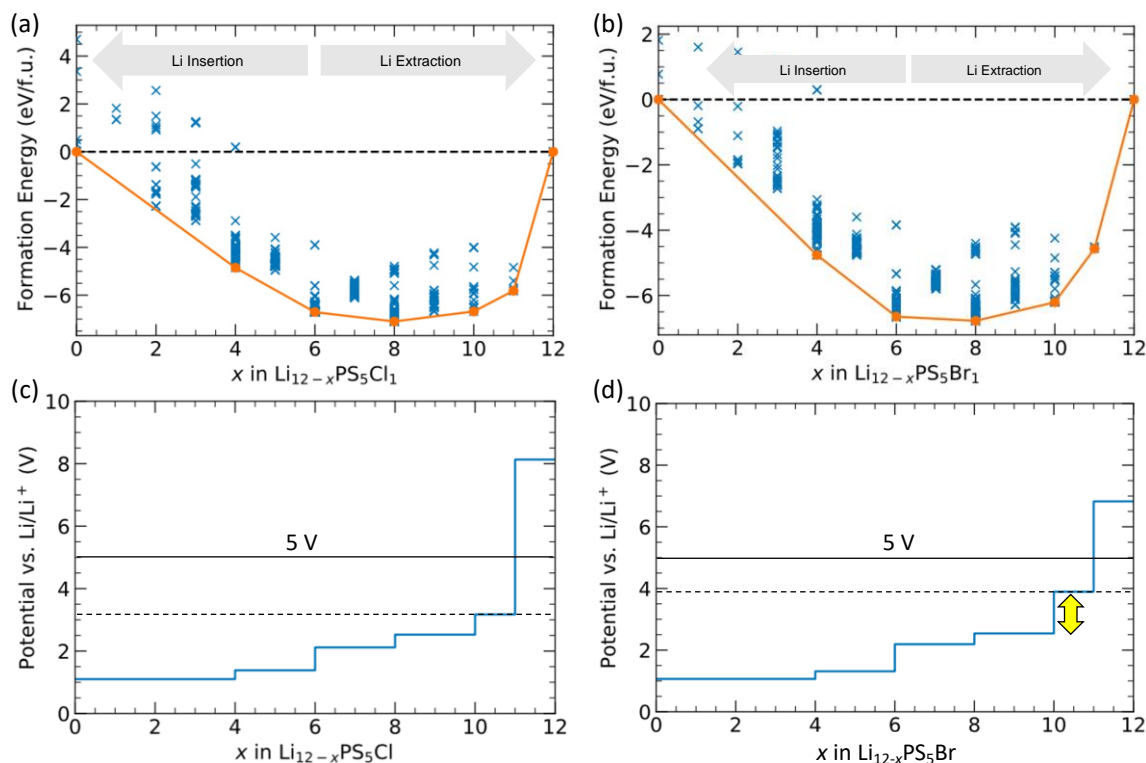 (a)
Formation Energy (eV/f.u.)
4
2
0
−2
−4
−6
Li Insertion
Li Extraction
0 2 4 6 8 10 12
x in Li₁₂₋ₓPS₅Cl₁
(b)
Formation Energy (eV/f.u.)
0
−2
−4
−6
Li Insertion
Li Extraction
0 2 4 6 8 10 12
x in Li₁₂₋ₓPS₅Br₁
(c)
Potential vs. Li/Li⁺ (V)
10
8
6
4
2
0
5 V
0 2 4 6 8 10 12
x in Li₁₂₋ₓPS₅Cl
(d)
Potential vs. Li/Li⁺ (V)
10
8
6
4
2
0
5 V
0 2 4 6 8 10 12
x in Li₁₂₋ₓPS₅Br